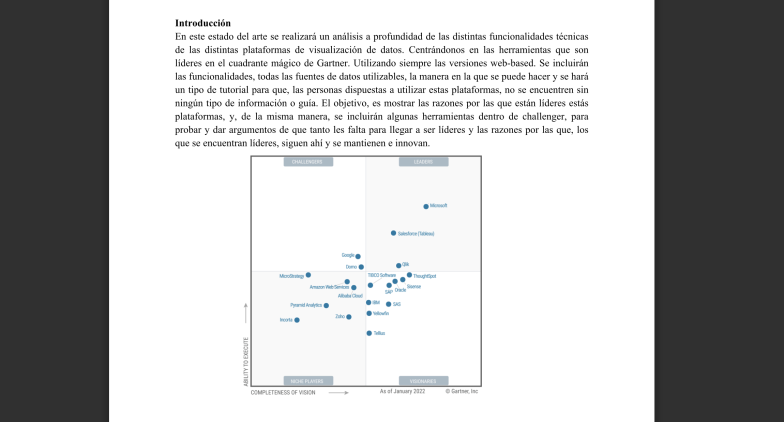 Introducción
En este estado del arte se realizará un análisis a profundidad de las distintas funcionalidades técnicas
de las distintas plataformas de visualización de datos. Centrándonos en las herramientas que son
líderes en el cuadrante mágico de Gartner. Utilizando siempre las versiones web-based. Se incluirán
las funcionalidades, todas las fuentes de datos utilizables, la manera en la que se puede hacer y se hará
un tipo de tutorial para que, las personas dispuestas a utilizar estas plataformas, no se encuentren sin
ningún tipo de información o guía. El objetivo, es mostrar las razones por las que están líderes estás
plataformas, y, de la misma manera, se incluirán algunas herramientas dentro de challenger, para
probar y dar argumentos de que tanto les falta para llegar a ser líderes y las razones por las que, los
que se encuentran líderes, siguen ahí y se mantienen e innovan.
CHALLENGERS
LEADERS
Microsoft
Salesforce (Tableau)
Google
Domo
Qlik
MicroStrategy
TIBCO Software
ThoughtSpot
Amazon Web Services
Sisense
SAP
Oracle
Alibaba Cloud
Pyramid Analytics
IBM
SAS
Yellowfin
Zoho
Incorta
Tellius
ABILITY TO EXECUTE
NICHE PLAYERS
VISIONARIES
COMPLETENESS OF VISION
As of January 2022
© Gartner, Inc